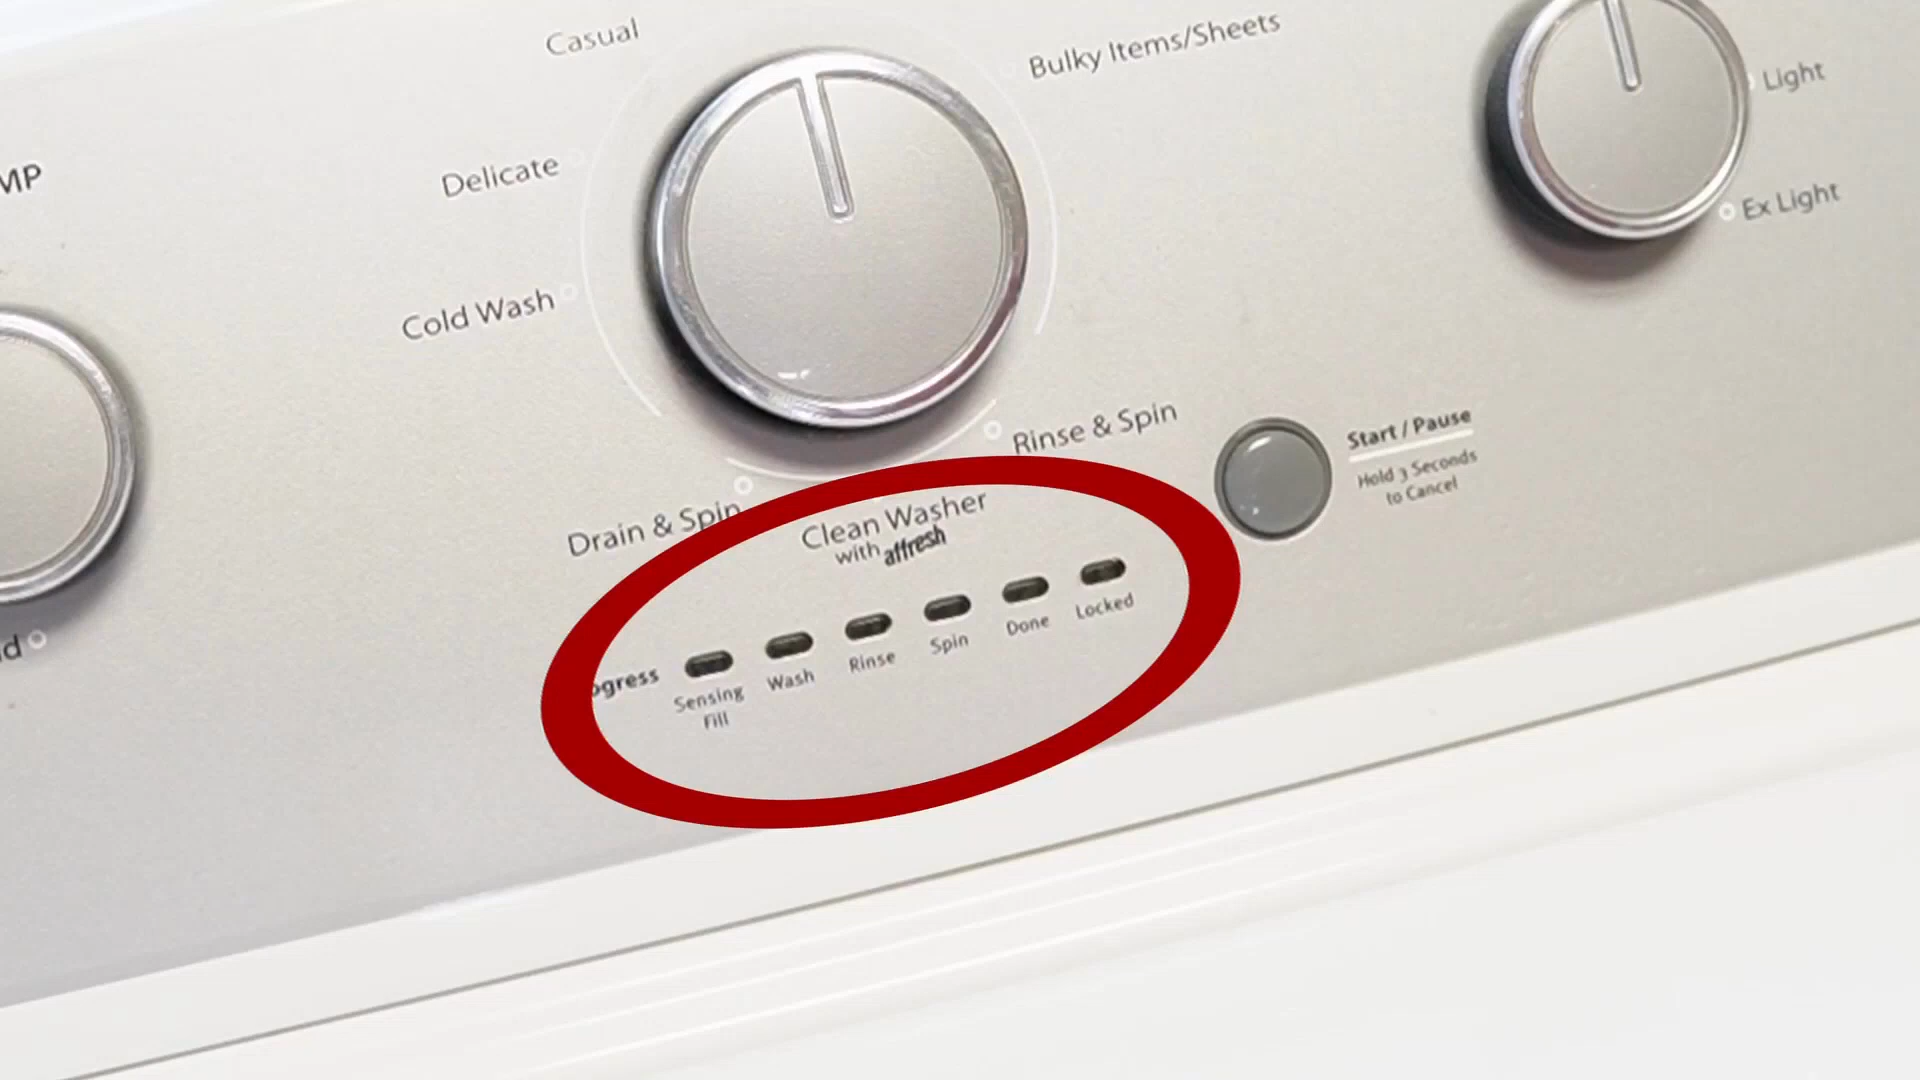 Casual
Bulky Items/Sheets
Light
Delicate
MP
Ex Light
Cold Wash
Rinse & Spin
Start / Pause
Hold 3 Seconds
to Cancel
Drain & Spin
Clean Washer
with affresh
ogress
Sensing
Fill
Wash
Rinse
Spin
Done
Locked
d